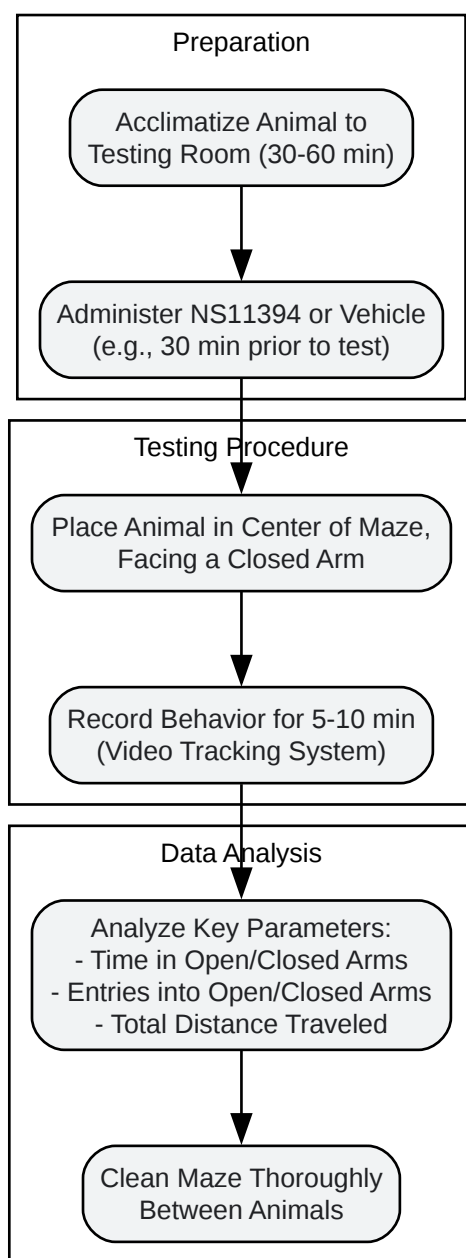 Preparation
Acclimatize Animal to
Testing Room (30-60 min)
Administer NS11394 or Vehicle
(e.g., 30 min prior to test)
Testing Procedure
Place Animal in Center of Maze,
Facing a Closed Arm
Record Behavior for 5-10 min
(Video Tracking System)
Data Analysis
Analyze Key Parameters:
- Time in Open/Closed Arms
- Entries into Open/Closed Arms
- Total Distance Traveled
Clean Maze Thoroughly
Between Animals